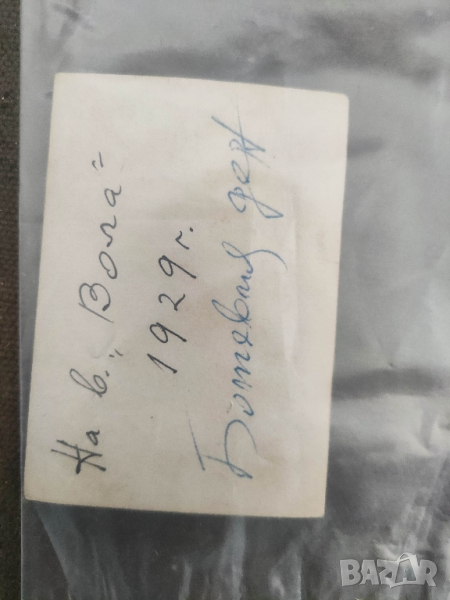 На в. „Вола"
1929 г.
Ботевия ден
BAZAR